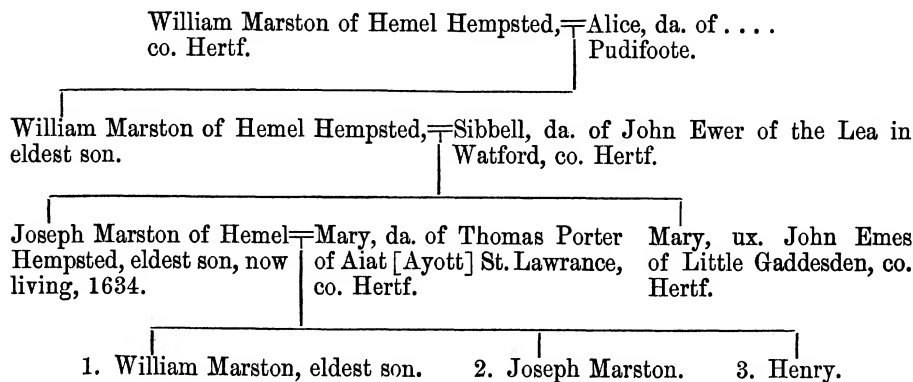 William Marston of Hemel Hempsted,=Alice, da. of . . . .
co. Hertf. Pudifoote.
William Marston of Hemel Hempsted,=Sibbell, da. of John Ewer of the Lea in
eldest son. Watford, co. Hertf.
Joseph Marston of Hemel=Mary, da. of Thomas Porter
Hempsted, eldest son, now of Aiat [Ayott] St. Lawrance,
living, 1634. co. Hertf.
Mary, ux. John Emes
of Little Gaddesden, co.
Hertf.
1. William Marston, eldest son. 2. Joseph Marston. 3. Henry.